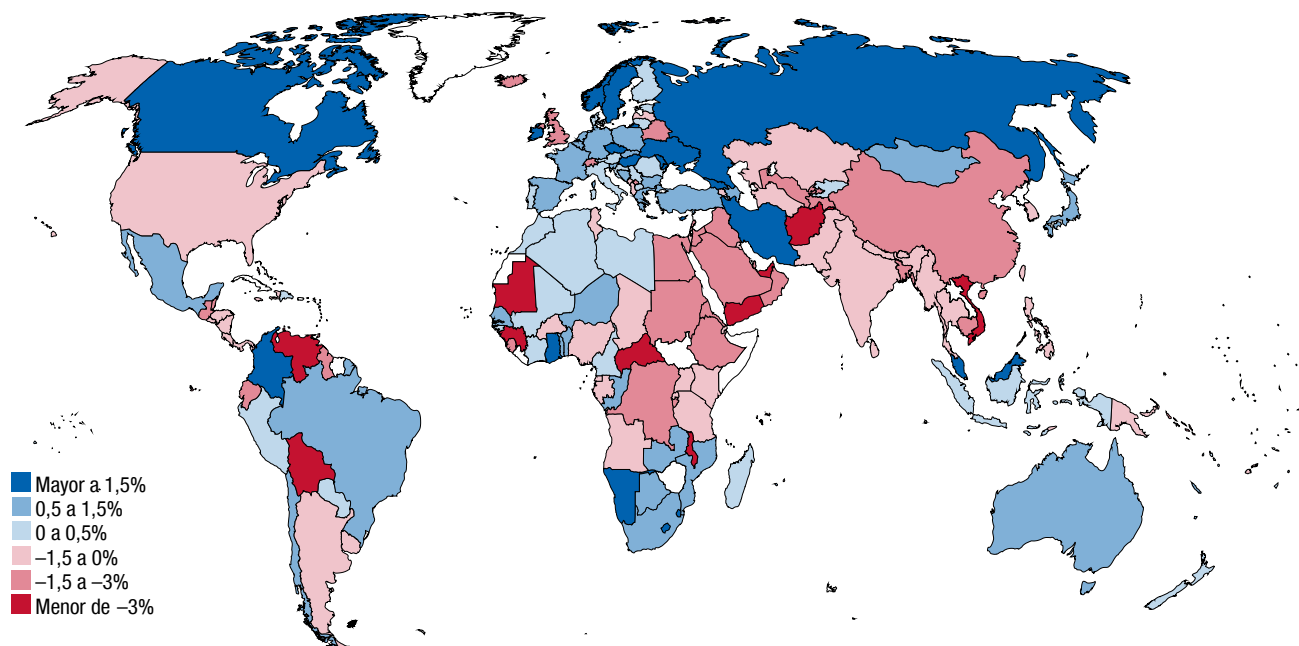 Mayor a 1,5%
0,5 a 1,5%
0 a 0,5%
–1,5 a 0%
–1,5 a –3%
Menor de –3%